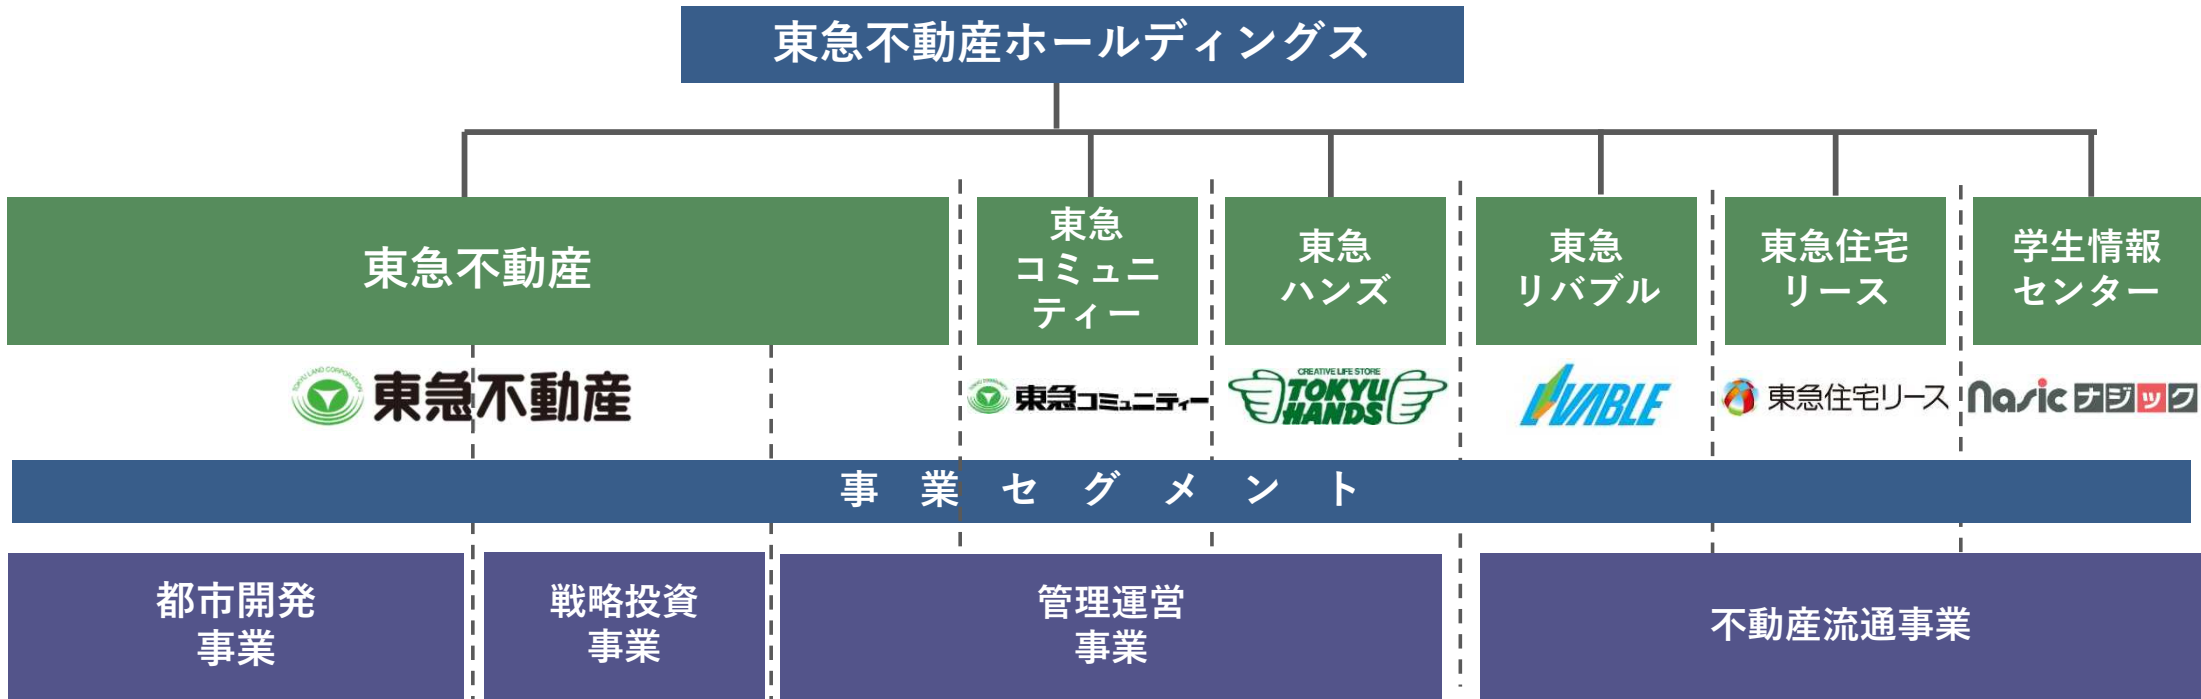 東急不動産ホールディングス
東急不動産
東急
コミュニ
ティー
東急
ハンズ
東急
リバブル
東急住宅
リース
学生情報
センター
TOKYU LAND CORPORATION
東急不動産
TOKYU COMMUNITY
東急コミュニティー
CREATIVE LIFE STORE
TOKYU
HANDS
LIVABLE
東急住宅リース
nasic ナジック
事業セグメント
都市開発
事業
戦略投資
事業
管理運営
事業
不動産流通事業